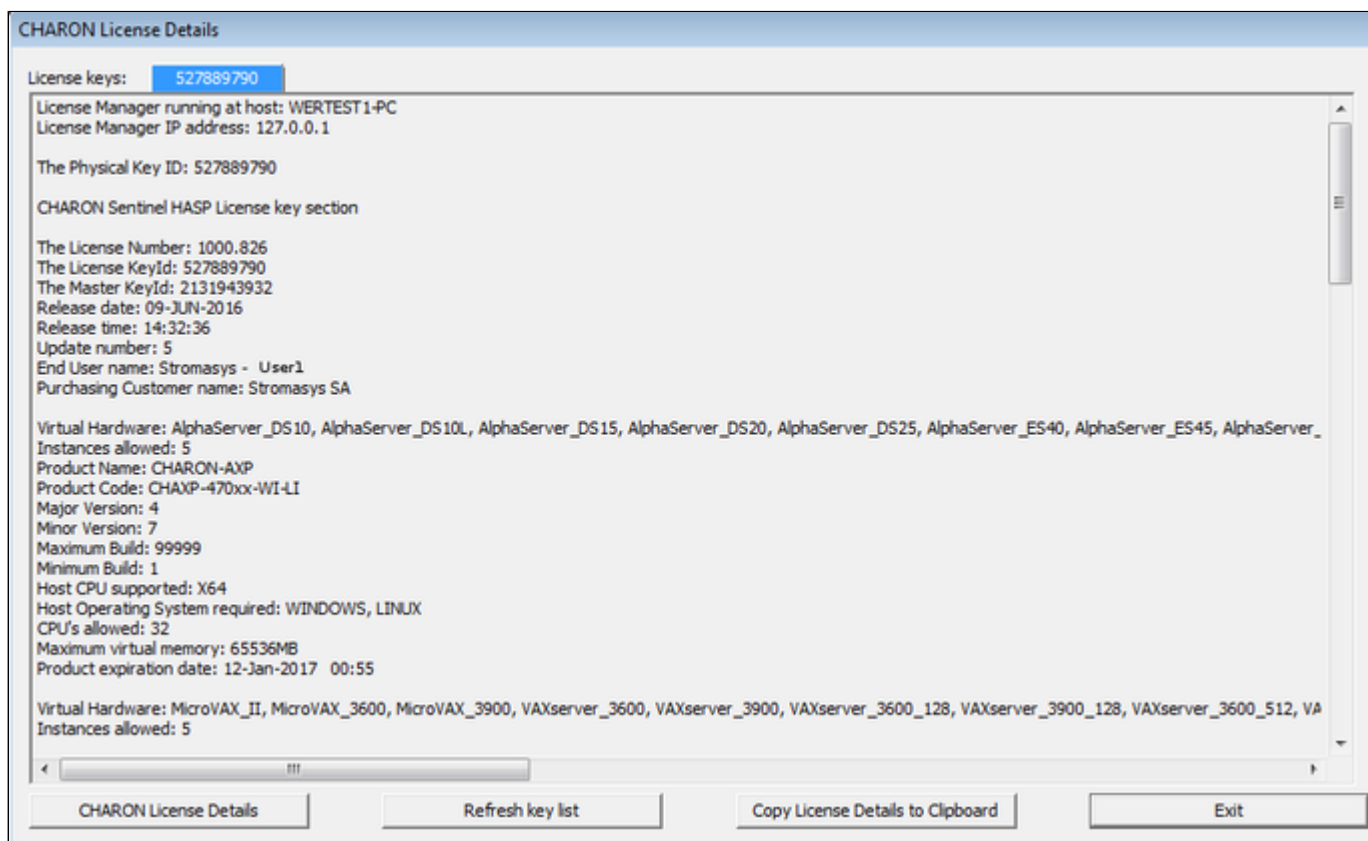 CHARON License Details
License keys: 527889790
License Manager running at host: WERTEST1-PC
License Manager IP address: 127.0.0.1
The Physical Key ID: 527889790
CHARON Sentinel HASP License key section
The License Number: 1000.826
The License KeyId: 527889790
The Master KeyId: 2131943932
Release date: 09-JUN-2016
Release time: 14:32:36
Update number: 5
End User name: Stromasys - User1
Purchasing Customer name: Stromasys SA
Virtual Hardware: AlphaServer_DS10, AlphaServer_DS10L, AlphaServer_DS15, AlphaServer_DS20, AlphaServer_DS25, AlphaServer_ES40, AlphaServer_ES45, AlphaServer_
Instances allowed: 5
Product Name: CHARON-AXP
Product Code: CHAXP-470xx-WI-LI
Major Version: 4
Minor Version: 7
Maximum Build: 99999
Minimum Build: 1
Host CPU supported: X64
Host Operating System required: WINDOWS, LINUX
CPU's allowed: 32
Maximum virtual memory: 65536MB
Product expiration date: 12-Jan-2017 00:55
Virtual Hardware: MicroVAX_II, MicroVAX_3600, MicroVAX_3900, VAXserver_3600, VAXserver_3900, VAXserver_3600_128, VAXserver_3900_128, VAXserver_3600_512, VA
Instances allowed: 5
CHARON License Details
Refresh key list
Copy License Details to Clipboard
Exit